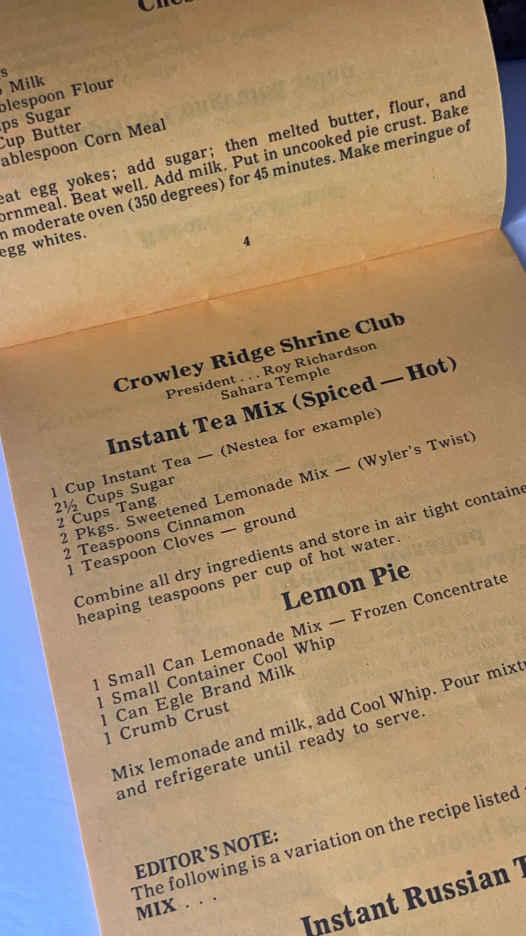 Milk
Flour
Sugar
Cup Butter
Corn Meal
egg yokes; add sugar; then melted butter, flour, and
Beat well. Add milk. Put in uncooked pie crust. Bake
moderate oven (350 degrees) for 45 minutes. Make meringue of
egg whites.
4
Crowley Ridge Shrine Club
President . . . Roy Richardson
Sahara Temple
Instant Tea Mix (Spiced — Hot)
1 Cup Instant Tea — (Nestea for example)
2½ Cups Sugar
2 Cups Tang
2 Pkgs. Sweetened Lemonade Mix — (Wyler's Twist)
2 Teaspoons Cinnamon
1 Teaspoon Cloves — ground
Combine all dry ingredients and store in air tight
heaping teaspoons per cup of hot water.
Lemon Pie
1 Small Can Lemonade Mix — Frozen Concentrate
1 Small Container Cool Whip
1 Can Egle Brand Milk
1 Crumb Crust
Mix lemonade and milk, add Cool Whip. Pour
and refrigerate until ready to serve.
EDITOR'S NOTE:
The following is a variation on the recipe listed
MIX . . .
Instant Russian